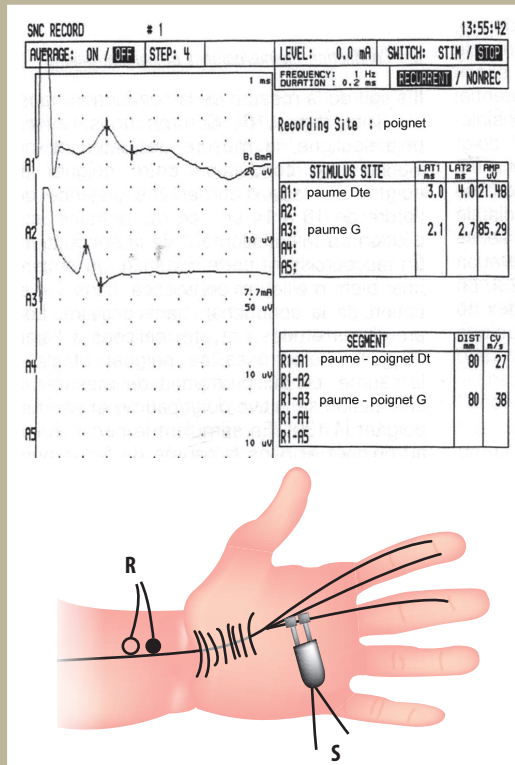 SNC RECORD # 1 13:55:42
AVERAGE: ON / OFF STEP: 4 LEVEL: 0.0 mA SWITCH: STIM / STOP
1 ms
FREQUENCY: 1 Hz
DURATION : 0.2 ms
RECURRENT / NONREC
Recording Site : poignet
A1
8.8mA
20 uV
STIMULUS SITE LAT1 ms LAT2 ms AMP uV
A1: paume Dte 3.0 4.0 21.48
A2:
A3: paume G 2.1 2.7 85.29
A4:
A5:
A2
10 uV
A3
7.7mA
50 uV
SEGMENT DIST mm CV m/s
R1-A1 paume - poignet Dt 80 27
R1-A2
R1-A3 paume - poignet G 80 38
R1-A4
R1-A5
A4
10 uV
A5
10 uV
R
S